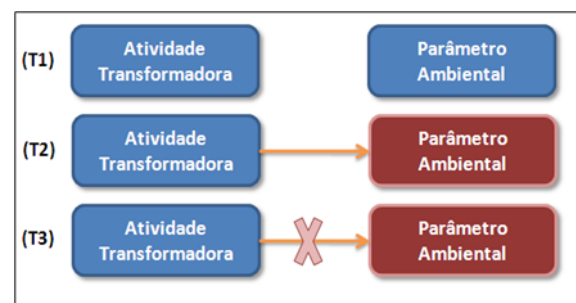 (T1)
Atividade
Transformadora
Parâmetro
Ambiental
(T2)
Atividade
Transformadora
Parâmetro
Ambiental
(T3)
Atividade
Transformadora
Parâmetro
Ambiental